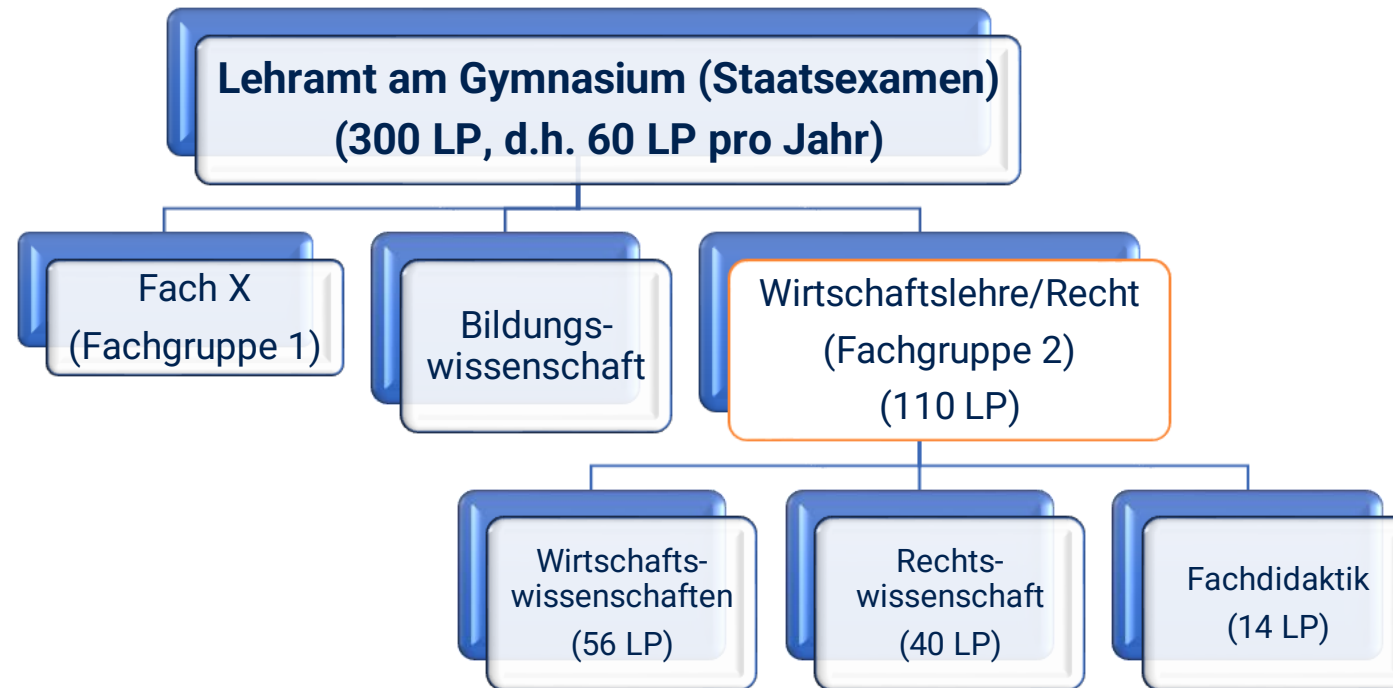 Lehramt am Gymnasium (Staatsexamen)
(300 LP, d.h. 60 LP pro Jahr)
Fach X
(Fachgruppe 1)
Bildungs-
wissenschaft
Wirtschaftslehre/Recht
(Fachgruppe 2)
(110 LP)
Wirtschafts-
wissenschaften
(56 LP)
Rechts-
wissenschaft
(40 LP)
Fachdidaktik
(14 LP)